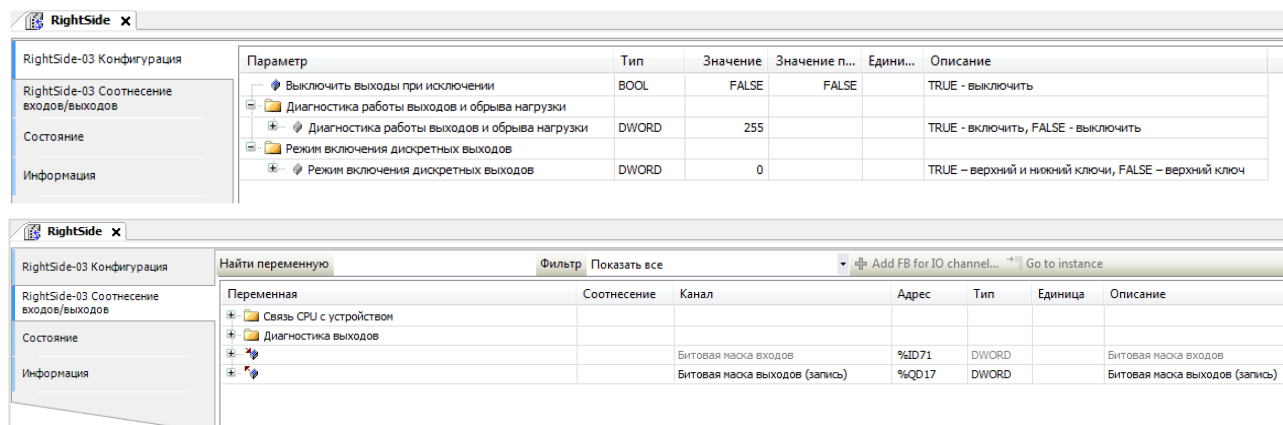 RightSide X
RightSide-03 Конфигурация
RightSide-03 Соотнесение
входов/выходов
Состояние
Информация
Параметр Тип Значение Значение п... Едини... Описание
Выключить выходы при исключении BOOL FALSE FALSE TRUE - выключить
Диагностика работы выходов и обрыва нагрузки
Диагностика работы выходов и обрыва нагрузки DWORD 255 TRUE - включить, FALSE - выключить
Режим включения дискретных выходов
Режим включения дискретных выходов DWORD 0 TRUE – верхний и нижний ключи, FALSE – верхний ключ
RightSide X
RightSide-03 Конфигурация
RightSide-03 Соотнесение
входов/выходов
Состояние
Информация
Найти переменную Фильтр Показать все Add FB for IO channel... Go to instance
Переменная Соотнесение Канал Адрес Тип Единица Описание
Связь CPU с устройством
Диагностика выходов
Битовая маска входов %ID71 DWORD Битовая маска входов
Битовая маска выходов (запись) %QD17 DWORD Битовая маска выходов (запись)